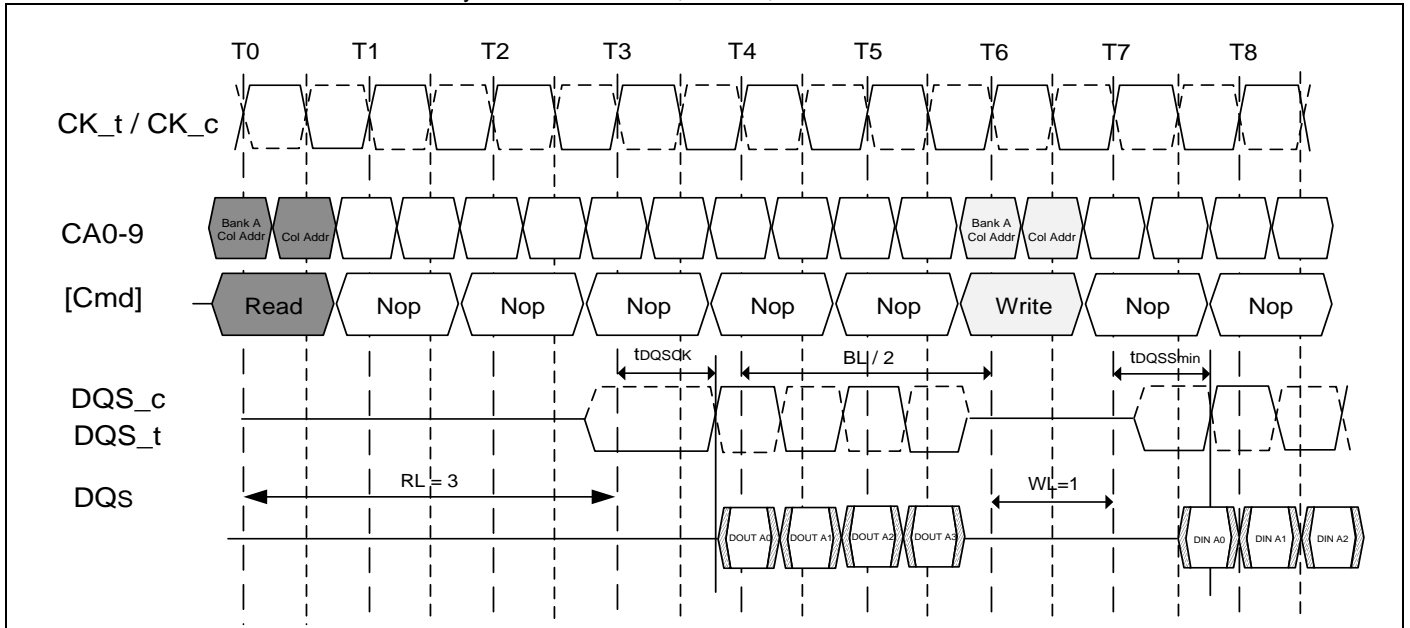 T0 T1 T2 T3 T4 T5 T6 T7 T8
CK_t / CK_c
CA0-9
Bank A
Col Addr
Col Addr
Bank A
Col Addr
Col Addr
[Cmd]
Read Nop Nop Nop Nop Nop Write Nop Nop
tDQSCK
BL / 2
tDQSSmin
DQS_c
DQS_t
RL = 3
WL=1
DQs
DOUT A0 DOUT A1 DOUT A2 DOUT A3 DIN A0 DIN A1 DIN A2